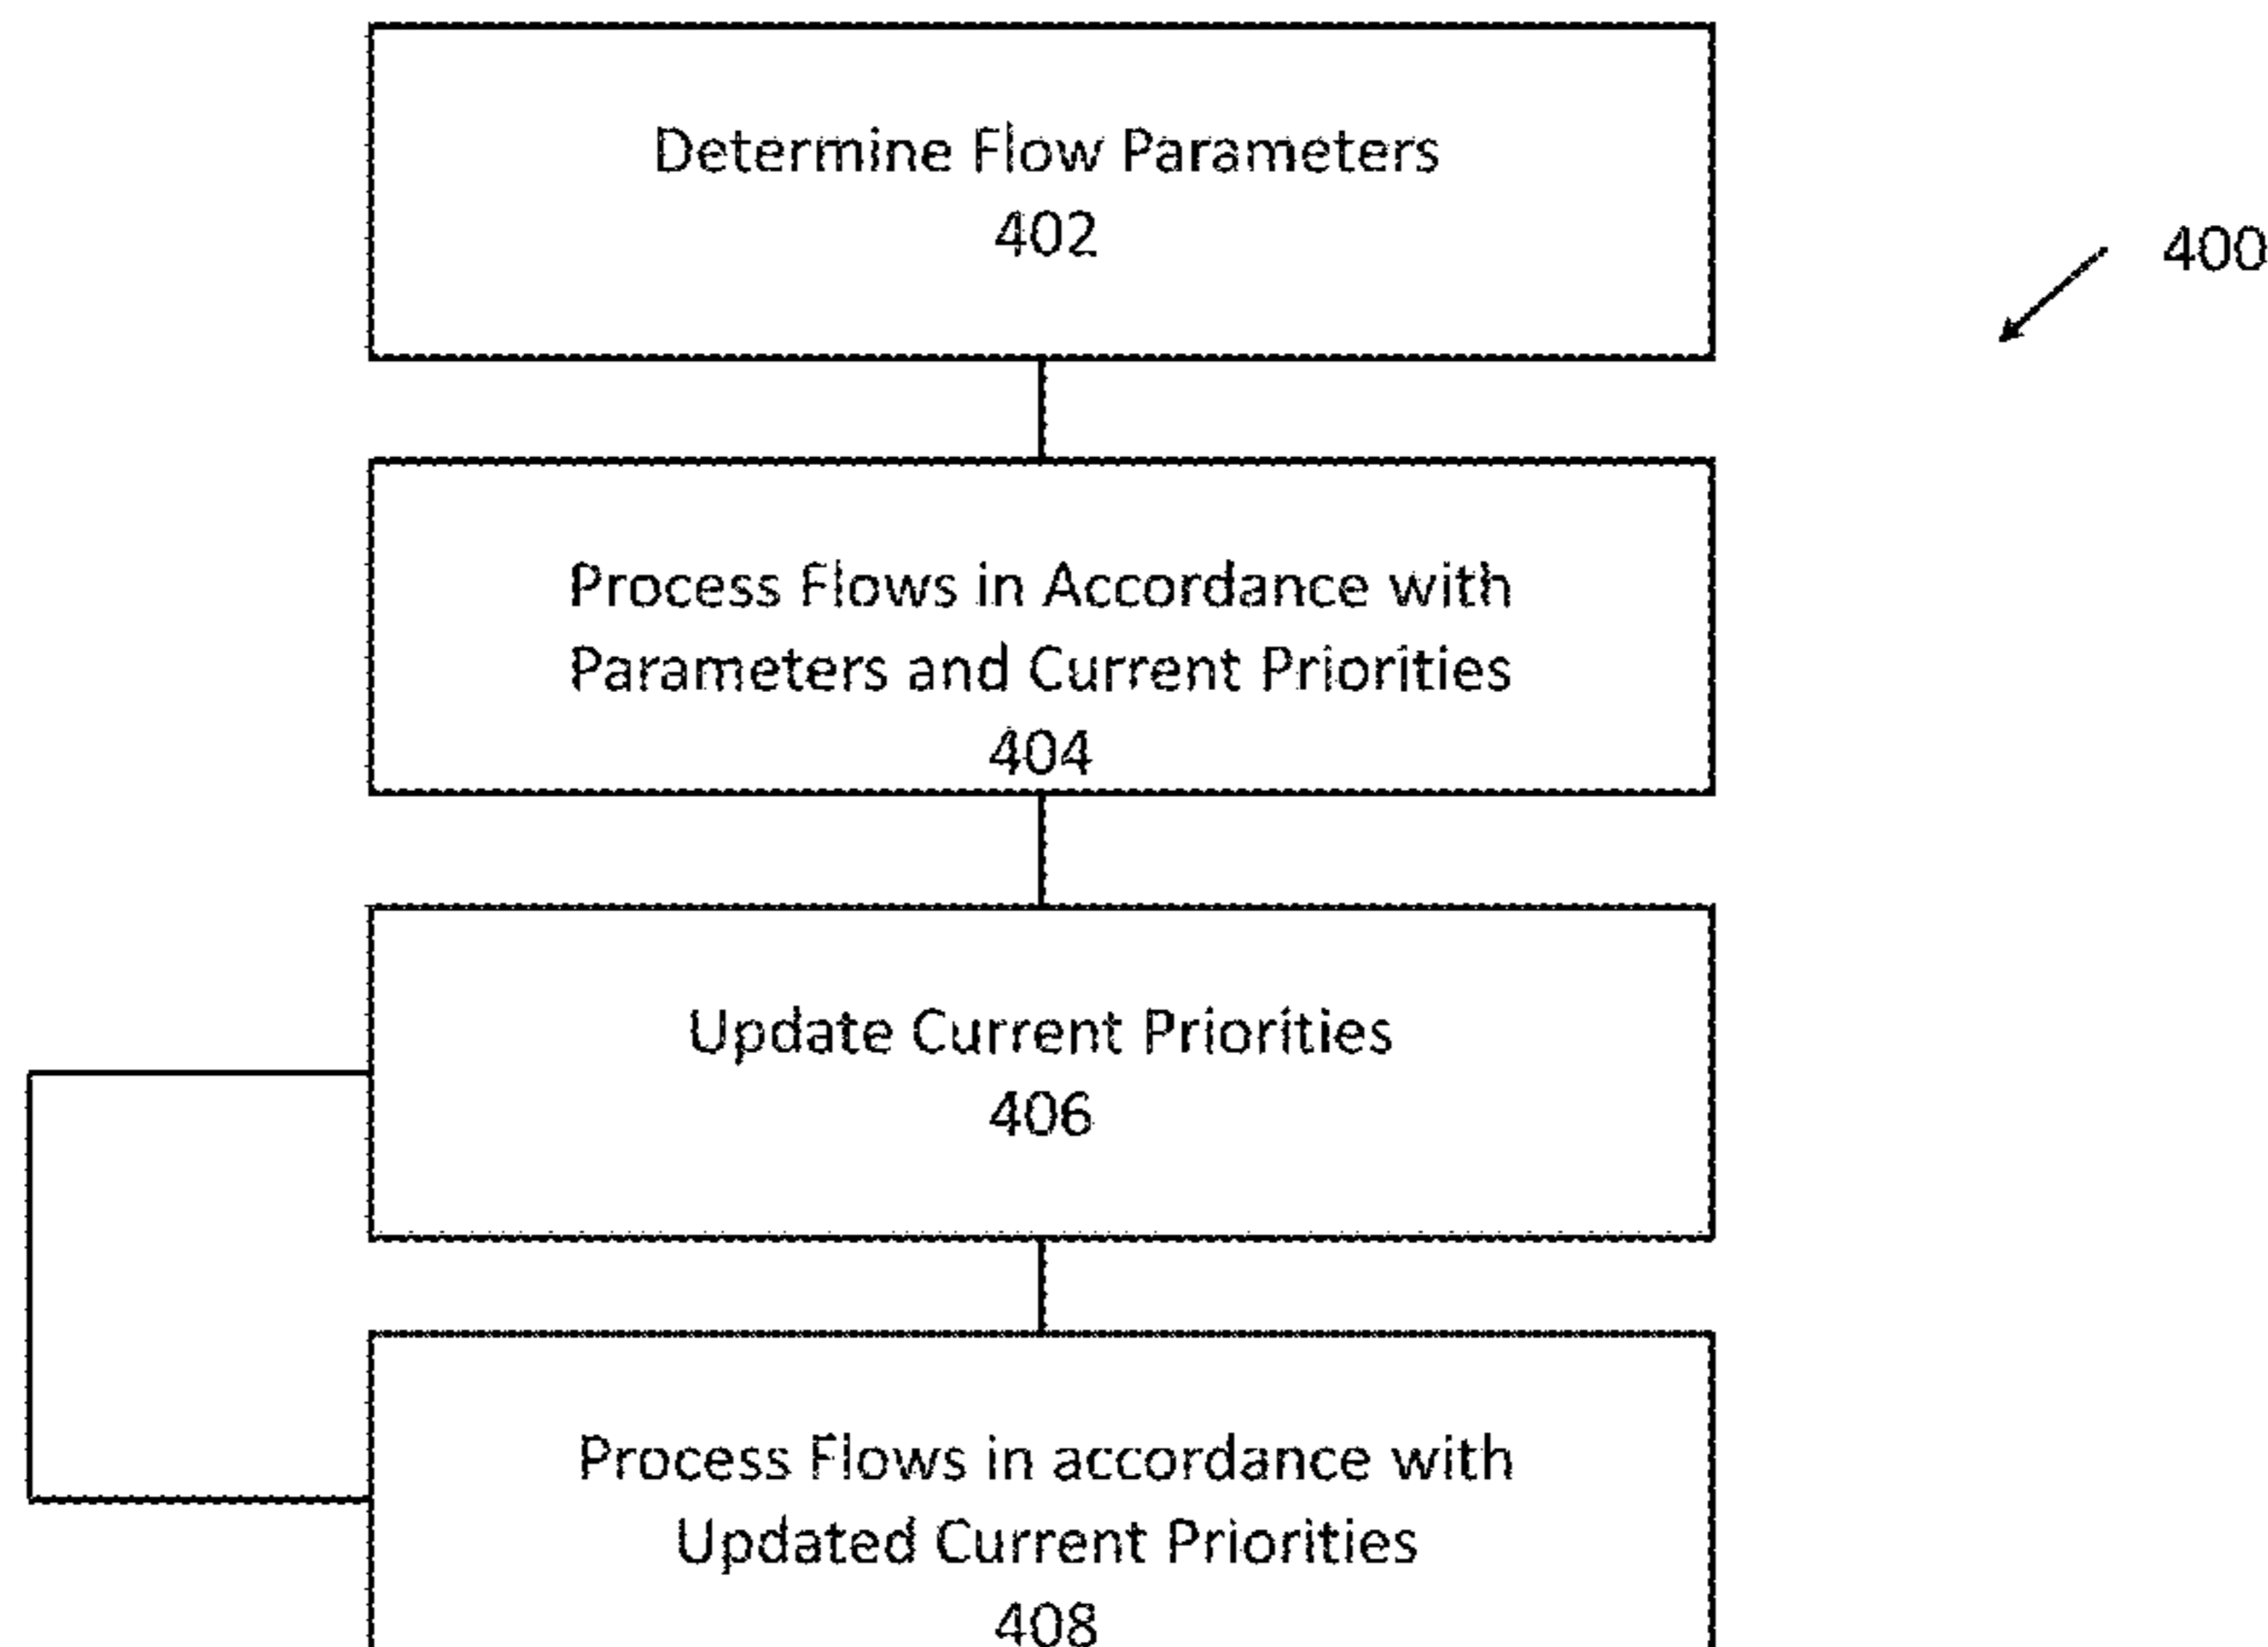 Determine Flow Parameters
402
400
Process Flows in Accordance with
Parameters and Current Priorities
404
Update Current Priorities
406
Process Flows in accordance with
Updated Current Priorities
408